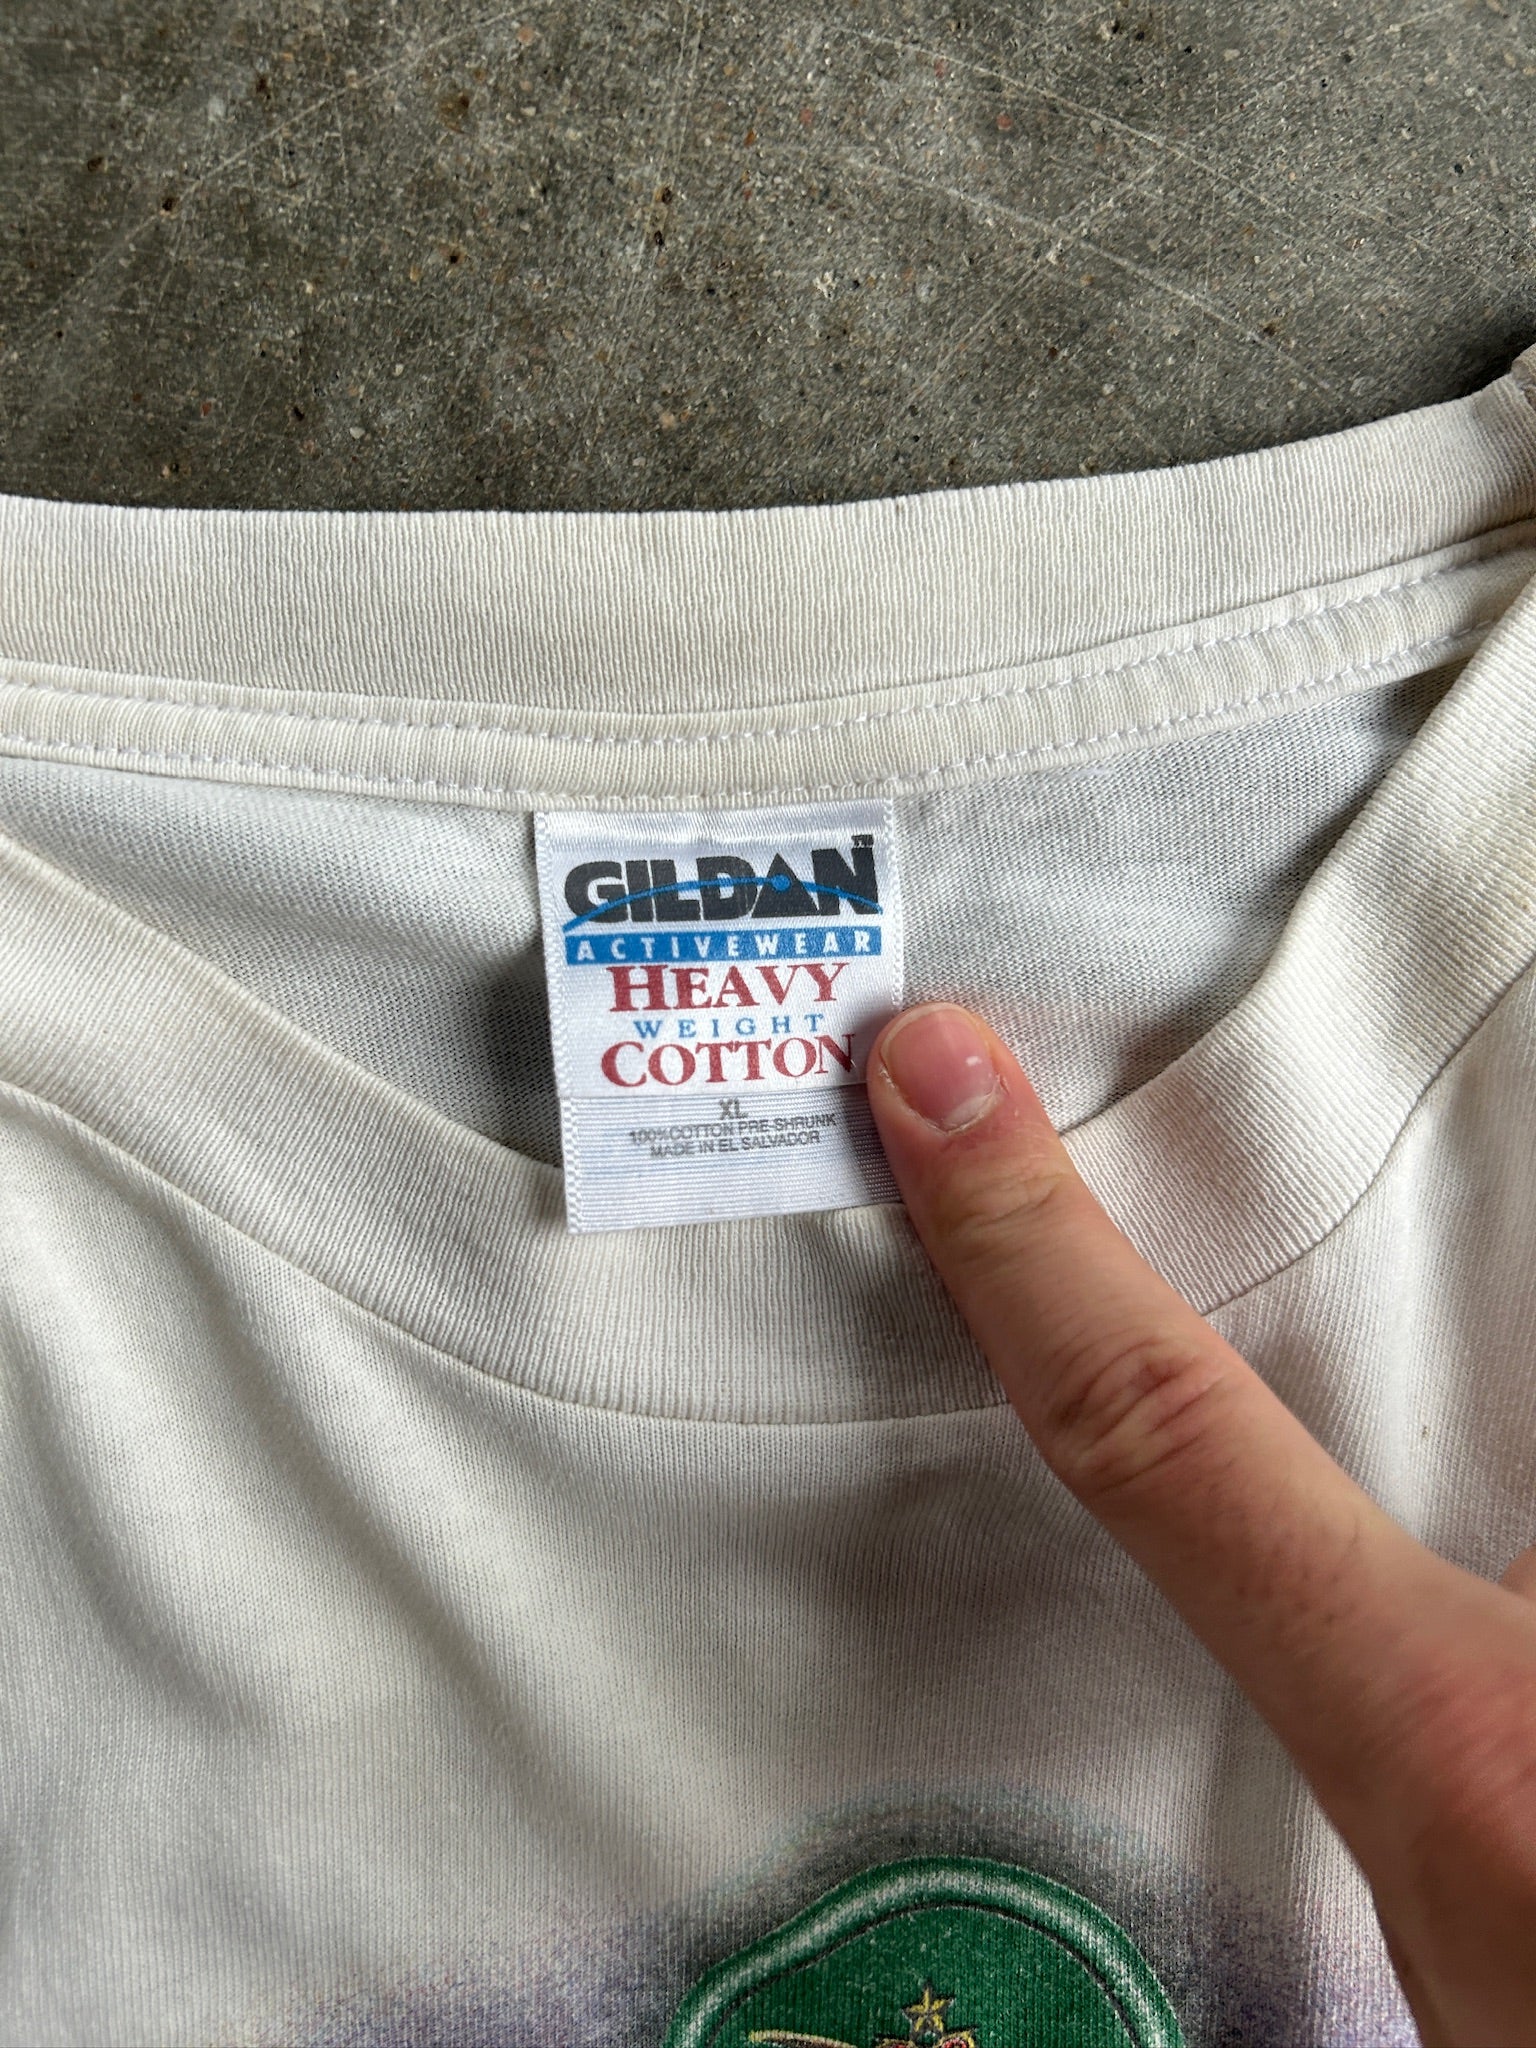 GILDAN
ACTIVEWEAR
HEAVY
WEIGHT
COTTON
XL
100% COTTON PRE-SHRUNK
MADE IN EL SALVADOR